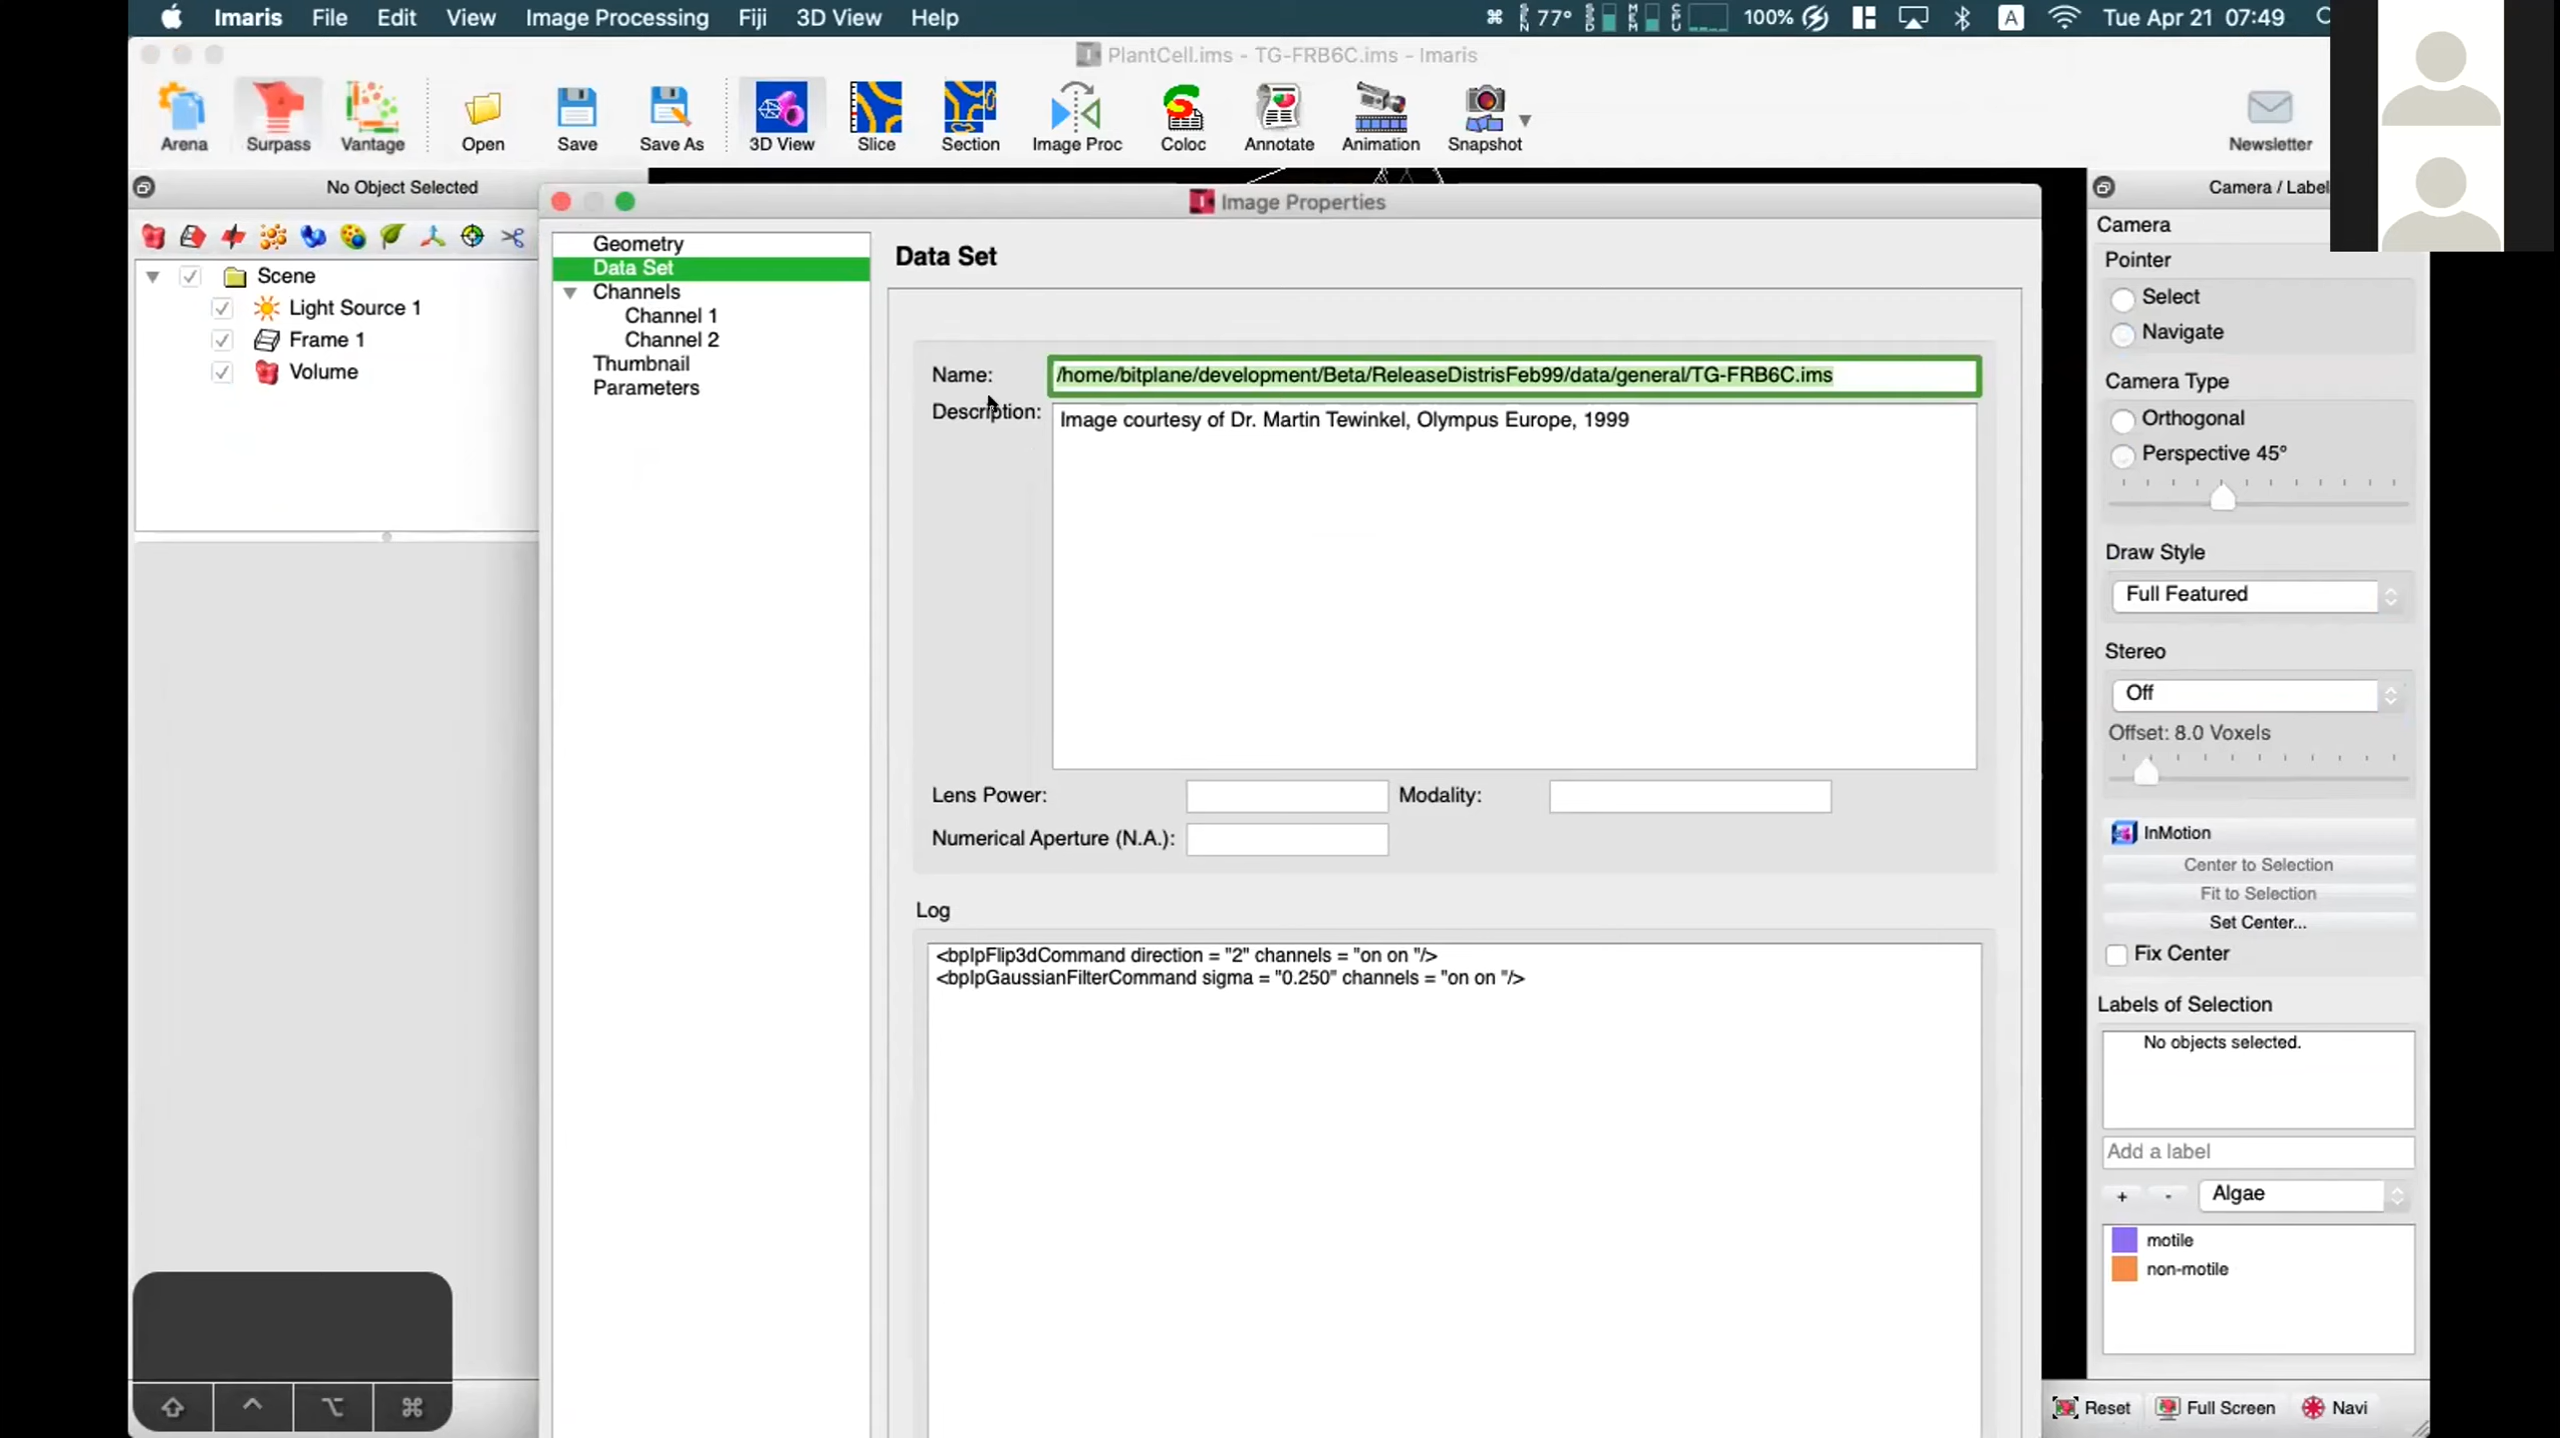 Imaris File Edit View Image Processing Fiji 3D View Help
SEN 77° SSD MEM CPU 100% A Tue Apr 21 07:49
PlantCell.ims - TG-FRB6C.ims - Imaris
Arena Surpass Vantage Open Save Save As 3D View Slice Section Image Proc Coloc Annotate Animation Snapshot Newsletter
No Object Selected
Scene
Light Source 1
Frame 1
Volume
Image Properties
Geometry
Data Set
Channels
Channel 1
Channel 2
Thumbnail
Parameters
Data Set
Name: /home/bitplane/development/Beta/ReleaseDistrisFeb99/data/general/TG-FRB6C.ims
Description: Image courtesy of Dr. Martin Tewinkel, Olympus Europe, 1999
Lens Power: Modality:
Numerical Aperture (N.A.):
Log
<bpIpFlip3dCommand direction = "2" channels = "on on "/>
<bpIpGaussianFilterCommand sigma = "0.250" channels = "on on "/>
Camera / Label
Camera
Pointer
Select
Navigate
Camera Type
Orthogonal
Perspective 45°
Draw Style
Full Featured
Stereo
Off
Offset: 8.0 Voxels
InMotion
Center to Selection
Fit to Selection
Set Center...
Fix Center
Labels of Selection
No objects selected.
Add a label
+ - Algae
motile
non-motile
Reset Full Screen Navi